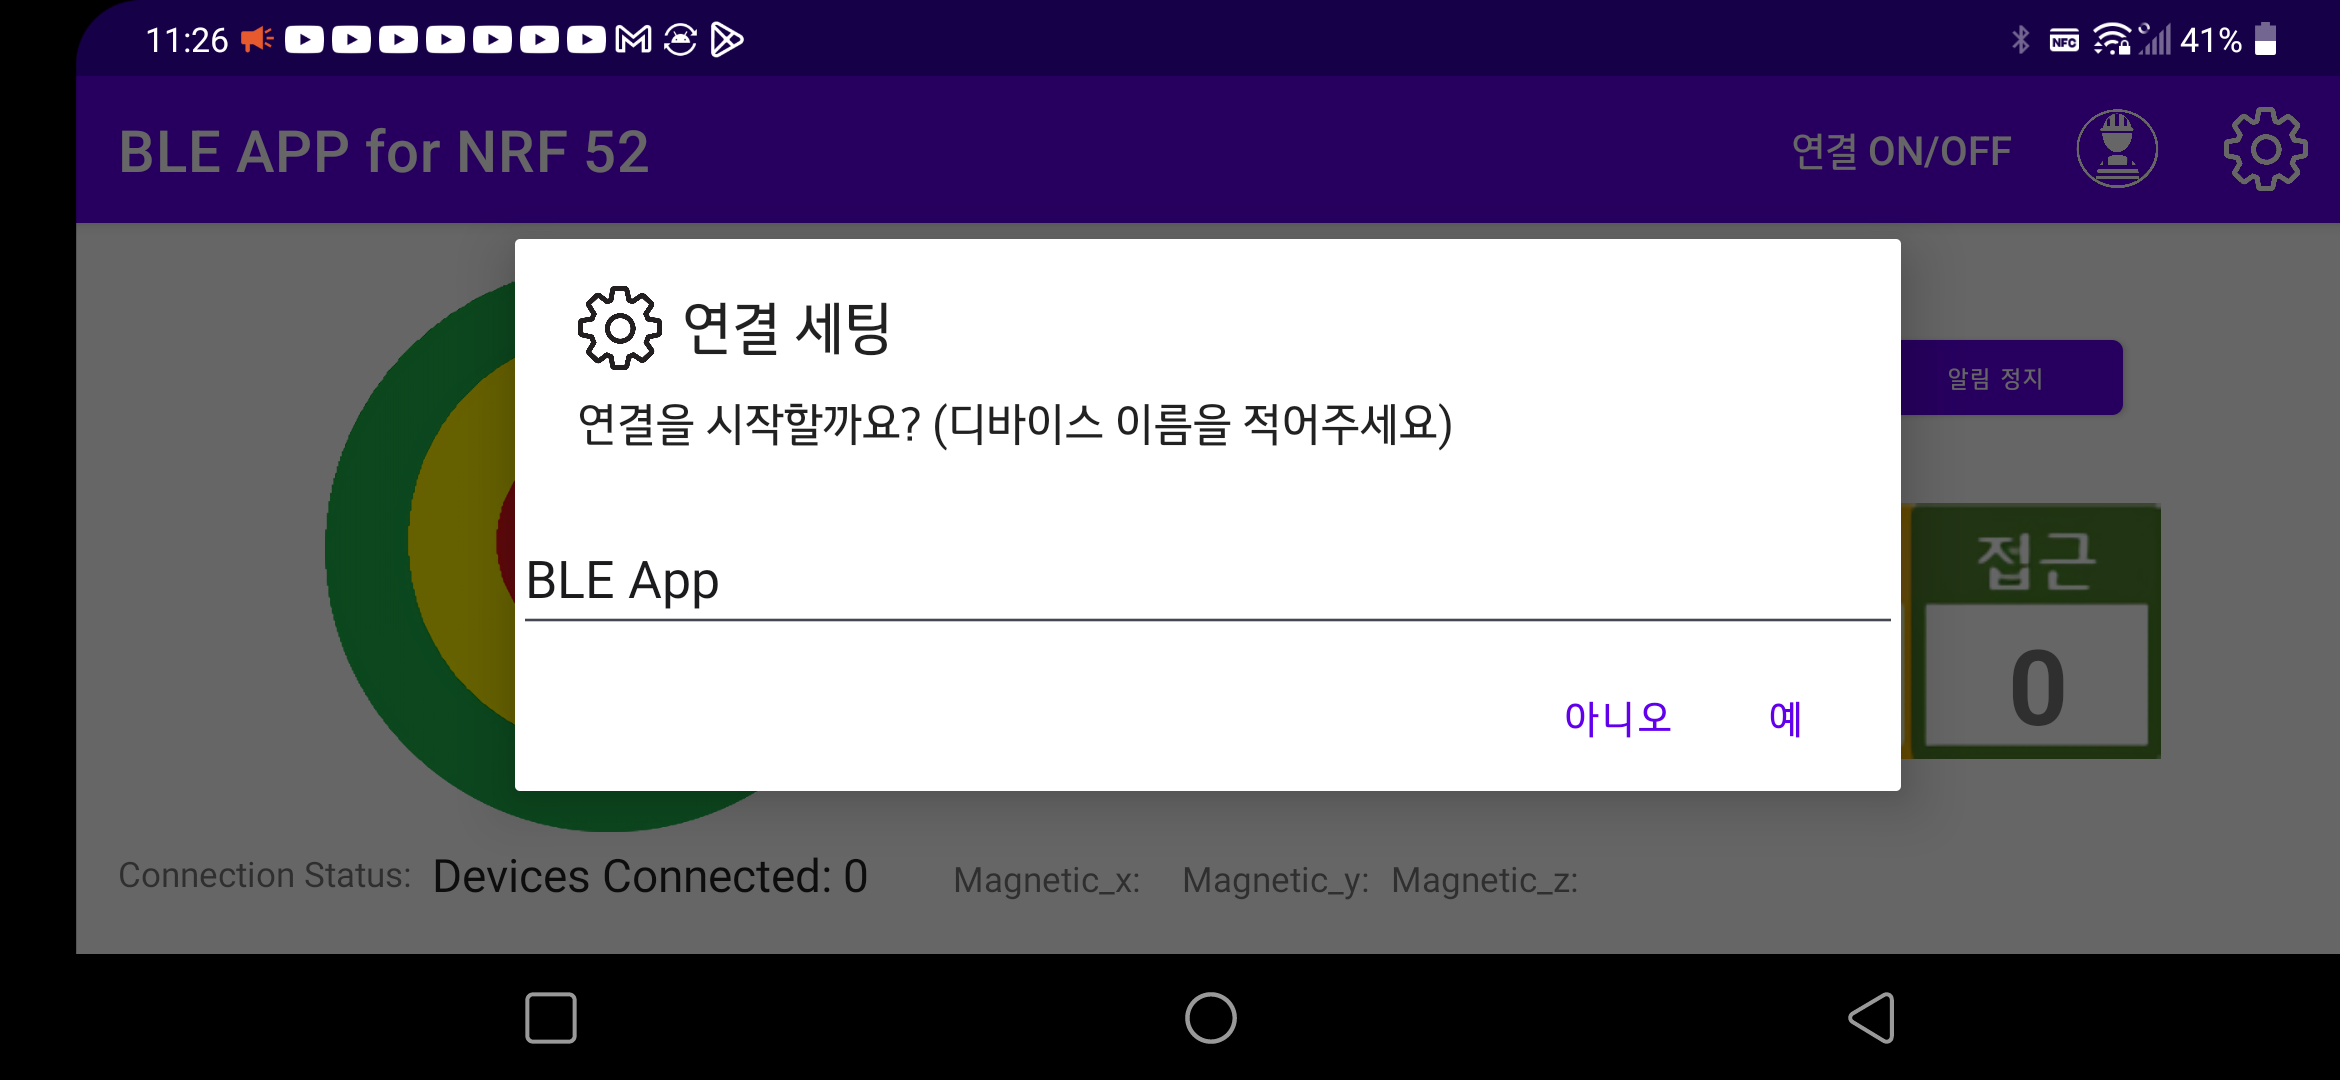 11:26 NFC 41%
BLE APP for NRF 52 연결 ON/OFF
연결 세팅
연결을 시작할까요? (디바이스 이름을 적어주세요)
알림 정지
BLE App
접근
0
아니오 예
Connection Status: Devices Connected: 0 Magnetic_x: Magnetic_y: Magnetic_z: